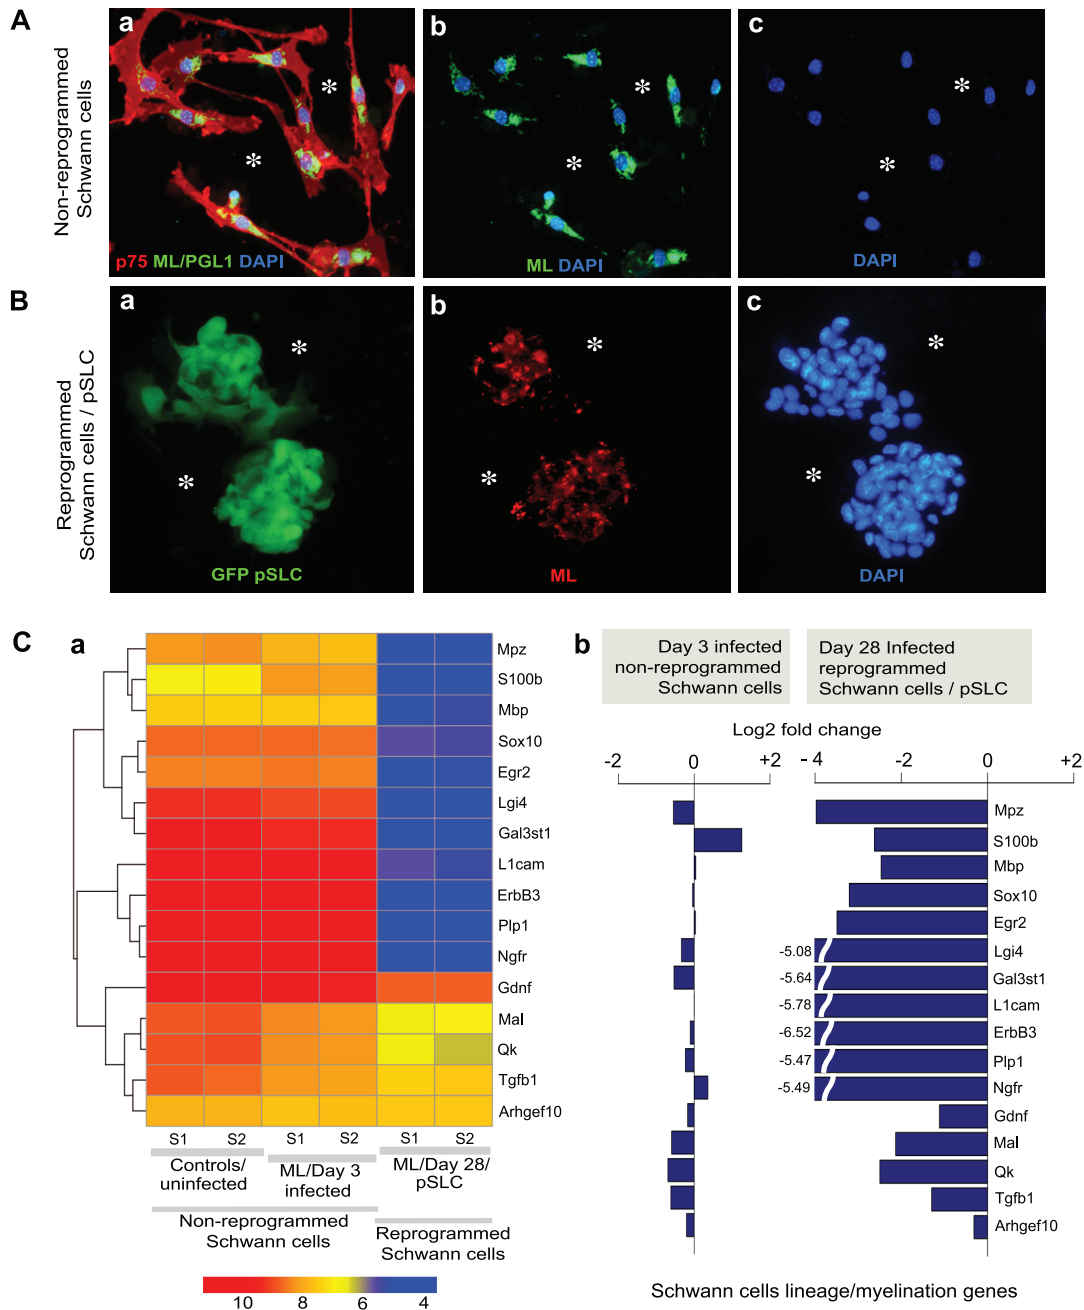 A
a
b
c
Non-reprogrammed
Schwann cells
*
*
*
*
*
*
p75 ML/PGL1 DAPI
ML DAPI
DAPI
B
a
b
c
Reprogrammed
Schwann cells / pSLC
*
*
*
*
*
*
GFP pSLC
ML
DAPI
C
a
Mpz
S100b
Mbp
Sox10
Egr2
Lgi4
Gal3st1
L1cam
ErbB3
Plp1
Ngfr
Gdnf
Mal
Qk
Tgfb1
Arhgef10
S1 S2 S1 S2 S1 S2
Controls/
uninfected
ML/Day 3
infected
ML/Day 28/
pSLC
Non-reprogrammed
Schwann cells
Reprogrammed
Schwann cells
10 8 6 4
b
Day 3 infected
non-reprogrammed
Schwann cells
Day 28 Infected
reprogrammed
Schwann cells / pSLC
Log2 fold change
-2 0 +2
- 4 0 +2
Mpz
S100b
Mbp
Sox10
Egr2
-5.08 Lgi4
-5.64 Gal3st1
-5.78 L1cam
-6.52 ErbB3
-5.47 Plp1
-5.49 Ngfr
Gdnf
Mal
Qk
Tgfb1
Arhgef10
Schwann cells lineage/myelination genes